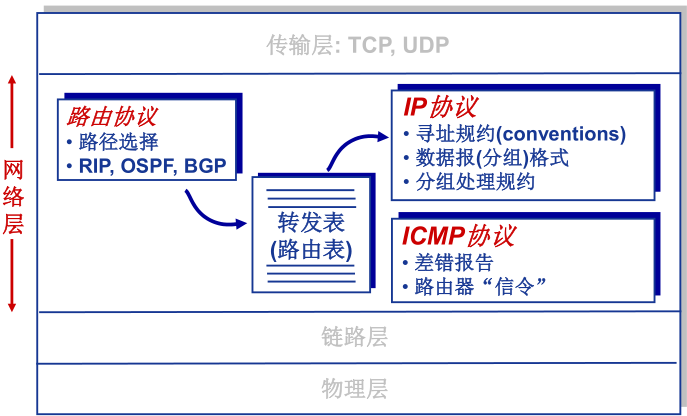 传输层: TCP, UDP
网络层
路由协议
• 路径选择
• RIP, OSPF, BGP
转发表
(路由表)
IP协议
• 寻址规约(conventions)
• 数据报(分组)格式
• 分组处理规约
ICMP协议
• 差错报告
• 路由器“信令”
链路层
物理层